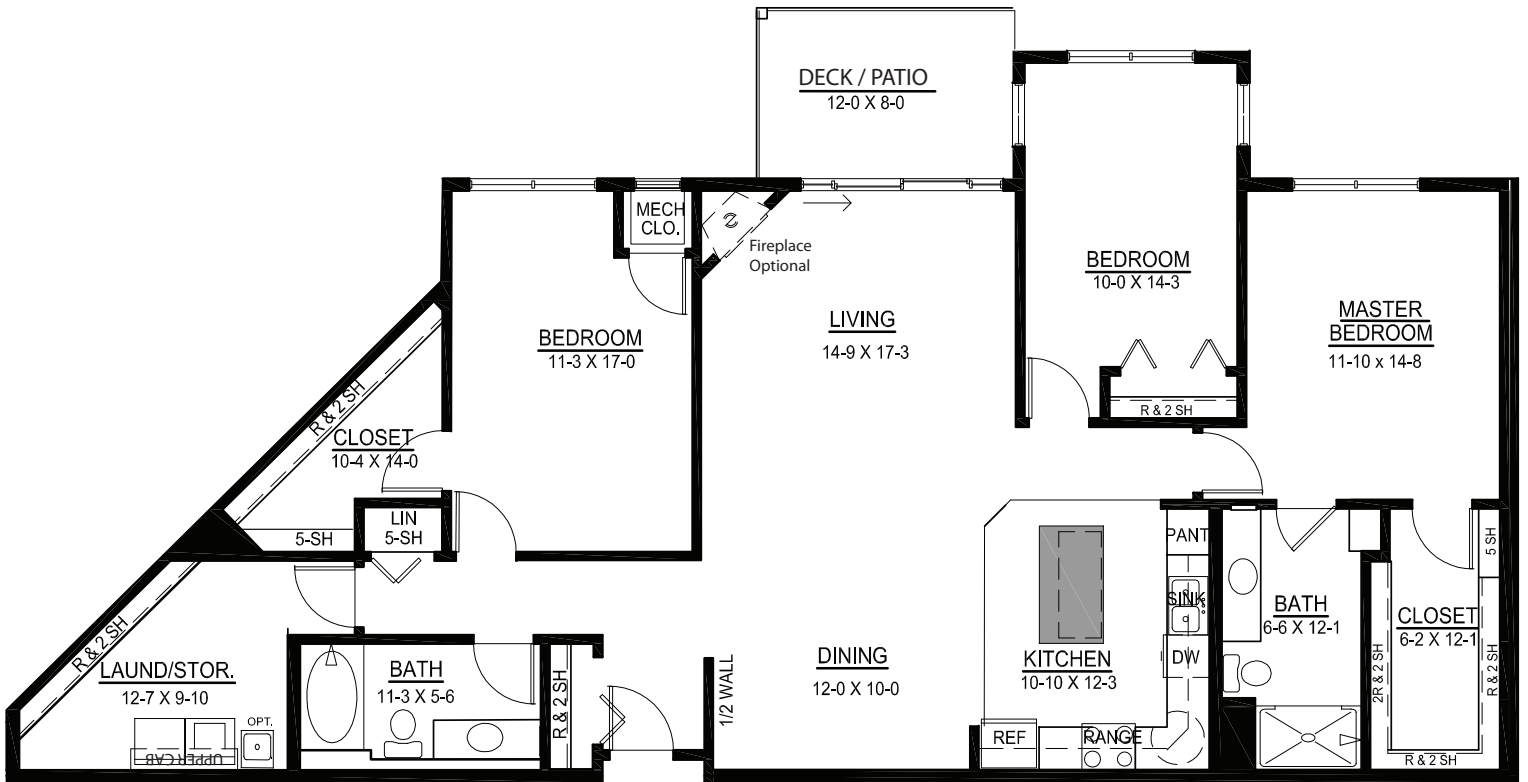 DECK / PATIO
12-0 X 8-0
MECH
CLO.
Fireplace
Optional
BEDROOM
11-3 X 17-0
LIVING
14-9 X 17-3
BEDROOM
10-0 X 14-3
R & 2 SH
MASTER
BEDROOM
11-10 x 14-8
R & 2 SH
CLOSET
10-4 X 14-0
5-SH
LIN
5-SH
R & 2 SH
LAUND/STOR.
12-7 X 9-10
OPT.
UPPER CAB
BATH
11-3 X 5-6
R & 2 SH
1/2 WALL
DINING
12-0 X 10-0
KITCHEN
10-10 X 12-3
PANT
SINK
DW
REF
RANGE
BATH
6-6 X 12-1
CLOSET
6-2 X 12-1
5 SH
2R & 2 SH
R & 2 SH
R & 2 SH